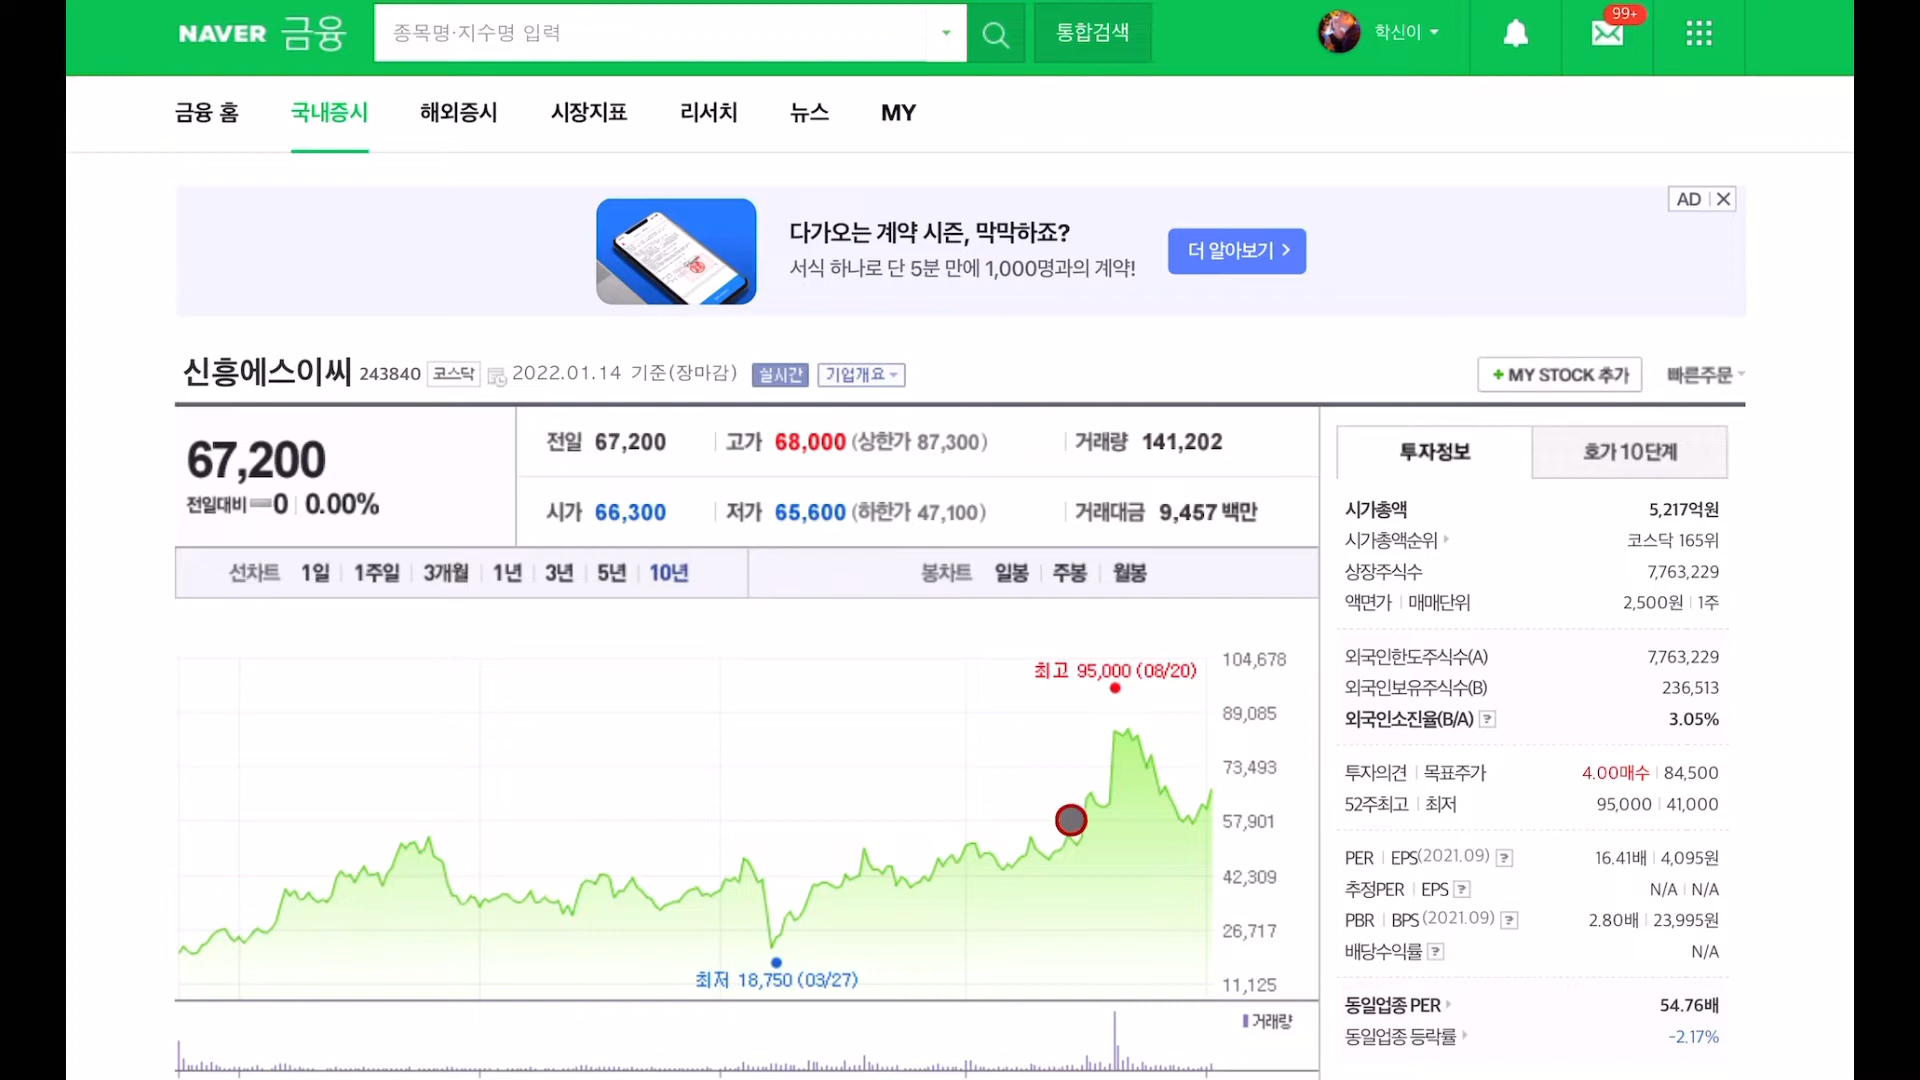 NAVER 금융 종목명·지수명 입력 통합검색 학신이 99+
금융 홈 국내증시 해외증시 시장지표 리서치 뉴스 MY
AD
다가오는 계약 시즌, 막막하죠?
서식 하나로 단 5분 만에 1,000명과의 계약!
더 알아보기
신흥에스이씨 243840 코스닥 2022.01.14 기준(장마감) 실시간 기업개요
+ MY STOCK 추가 빠른주문
67,200
전일대비 0 0.00%
전일 67,200 고가 68,000 (상한가 87,300) 거래량 141,202
시가 66,300 저가 65,600 (하한가 47,100) 거래대금 9,457 백만
선차트 1일 1주일 3개월 1년 3년 5년 10년 봉차트 일봉 주봉 월봉
최고 95,000 (08/20)
104,678
89,085
73,493
57,901
42,309
26,717
11,125
최저 18,750 (03/27)
거래량
투자정보 호가 10단계
시가총액 5,217억원
시가총액순위 코스닥 165위
상장주식수 7,763,229
액면가 매매단위 2,500원 1주
외국인한도주식수(A) 7,763,229
외국인보유주식수(B) 236,513
외국인소진율(B/A) ? 3.05%
투자의견 목표주가 4.00매수 84,500
52주최고 최저 95,000 41,000
PER EPS(2021.09) ? 16.41배 4,095원
추정PER EPS ? N/A N/A
PBR BPS (2021.09) ? 2.80배 23,995원
배당수익률 ? N/A
동일업종 PER 54.76배
동일업종 등락률 -2.17%